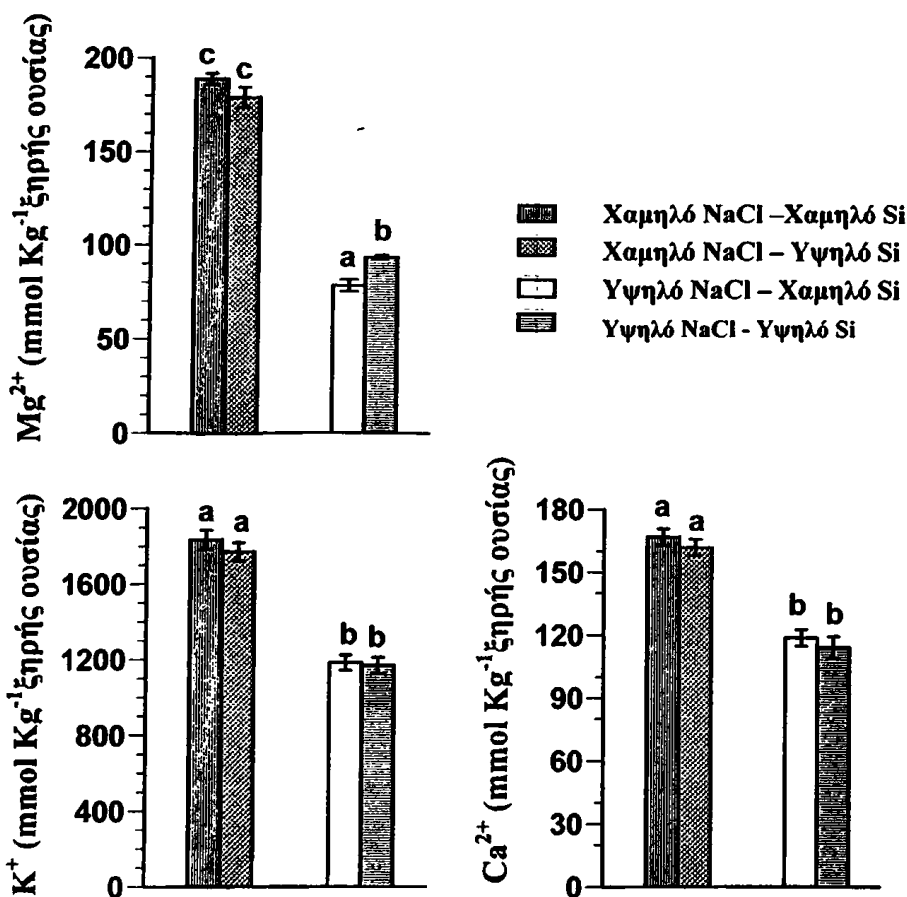 Mg2+ (mmol Kg-1ξηρής ουσίας)
200
150
100
50
0
c
c
a
b
Χαμηλό NaCl –Χαμηλό Si
Χαμηλό NaCl – Υψηλό Si
Υψηλό NaCl – Χαμηλό Si
Υψηλό NaCl - Υψηλό Si
K+ (mmol Kg-1ξηρής ουσίας)
2000
1600
1200
800
400
0
a
a
b
b
Ca2+ (mmol Kg-1ξηρής ουσίας)
180
150
120
90
60
30
0
a
a
b
b